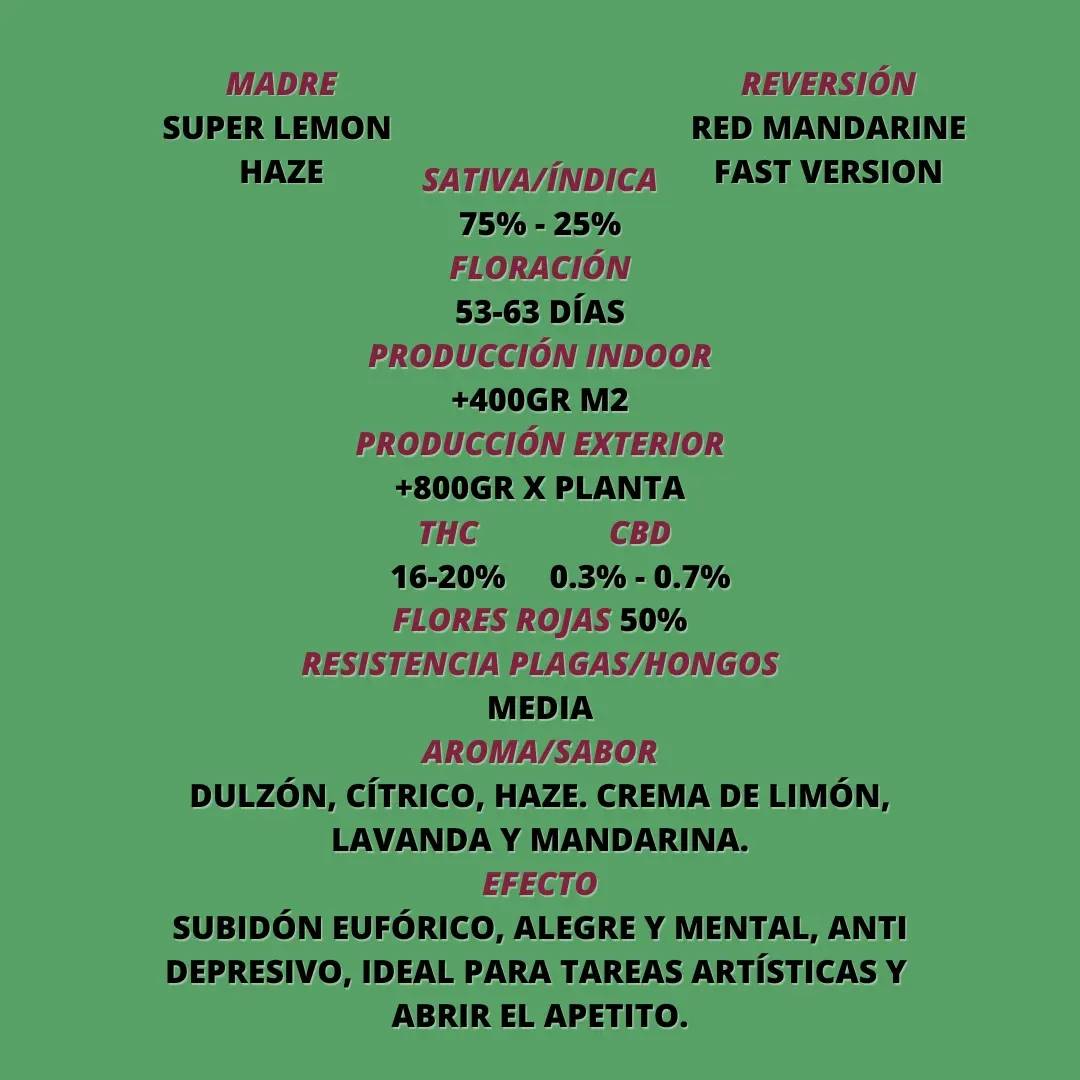 MADRE
SUPER LEMON
HAZE
REVERSIÓN
RED MANDARINE
FAST VERSION
SATIVA/ÍNDICA
75% - 25%
FLORACIÓN
53-63 DÍAS
PRODUCCIÓN INDOOR
+400GR M2
PRODUCCIÓN EXTERIOR
+800GR X PLANTA
THC CBD
16-20% 0.3% - 0.7%
FLORES ROJAS 50%
RESISTENCIA PLAGAS/HONGOS
MEDIA
AROMA/SABOR
DULZÓN, CÍTRICO, HAZE. CREMA DE LIMÓN,
LAVANDA Y MANDARINA.
EFECTO
SUBIDÓN EUFÓRICO, ALEGRE Y MENTAL, ANTI
DEPRESIVO, IDEAL PARA TAREAS ARTÍSTICAS Y
ABRIR EL APETITO.